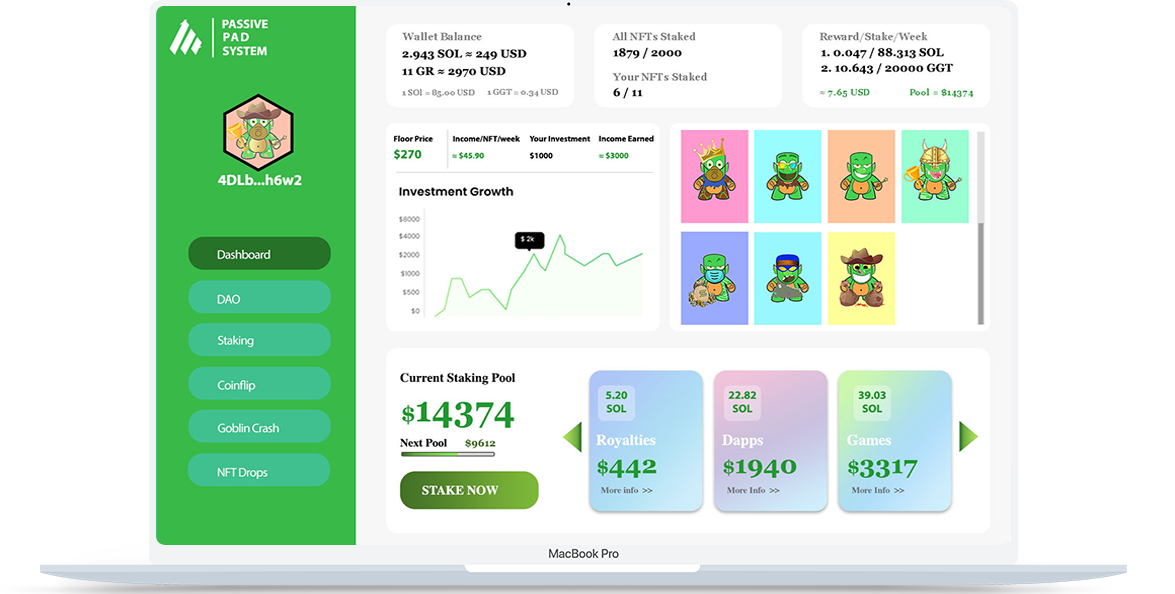 PASSIVE
PAD
SYSTEM
4DLb...h6w2
Dashboard
DAO
Staking
Coinflip
Goblin Crash
NFT Drops
Wallet Balance
2.943 SOL ≈ 249 USD
11 GR ≈ 2970 USD
1 SOl = 85.00 USD 1 GGT = 0.34 USD
All NFTs Staked
1879 / 2000
Your NFTs Staked
6 / 11
Reward/Stake/Week
1. 0.047 / 88.313 SOL
2. 10.643 / 20000 GGT
≈ 7.65 USD Pool = $14374
Floor Price Income/NFT/week Your Investment Income Earned
$270 ≈ $45.90 $1000 ≈ $3000
Investment Growth
$8000
$4000
$2000
$1000
$500
$0
$ 2k
Current Staking Pool
$14374
Next Pool $9612
STAKE NOW
5.20
SOL
Royalties
$442
More info >>
22.82
SOL
Dapps
$1940
More Info >>
39.03
SOL
Games
$3317
More Info >>
MacBook Pro